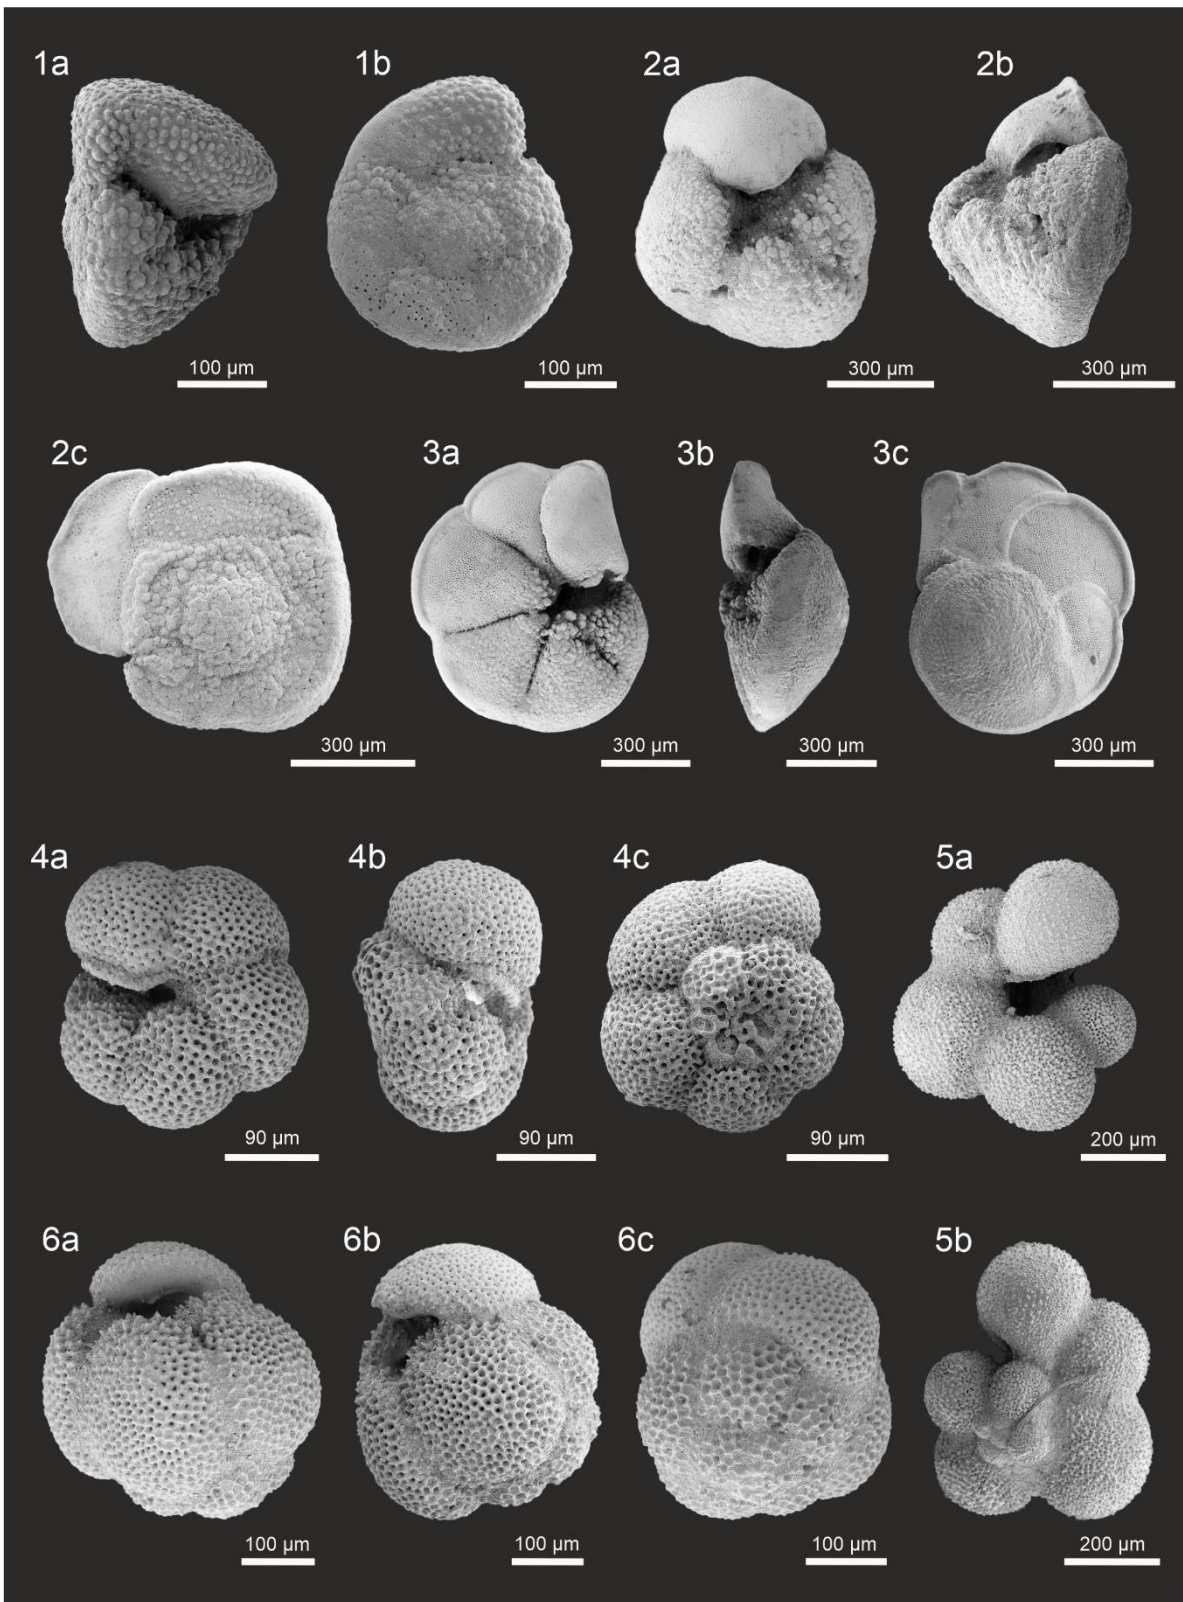 1a 1b 2a 2b
100 µm 100 µm 300 µm 300 µm
2c 3a 3b 3c
300 µm 300 µm 300 µm 300 µm
4a 4b 4c 5a
90 µm 90 µm 90 µm 200 µm
6a 6b 6c 5b
100 µm 100 µm 100 µm 200 µm